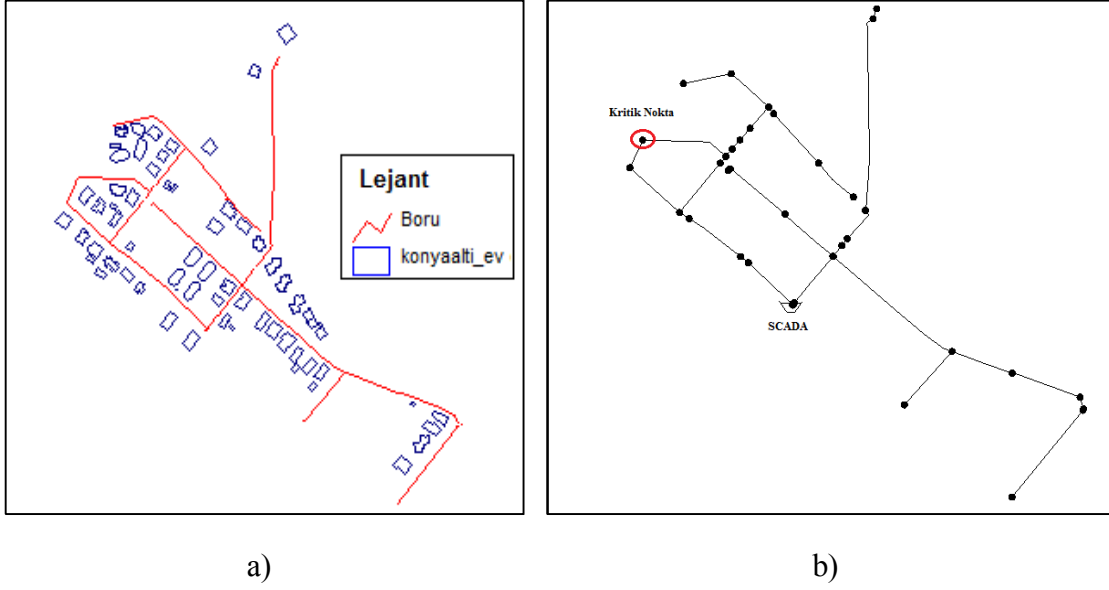 Lejant
Boru
konyaalti_ev
Kritik Nokta
SCADA
a)
b)